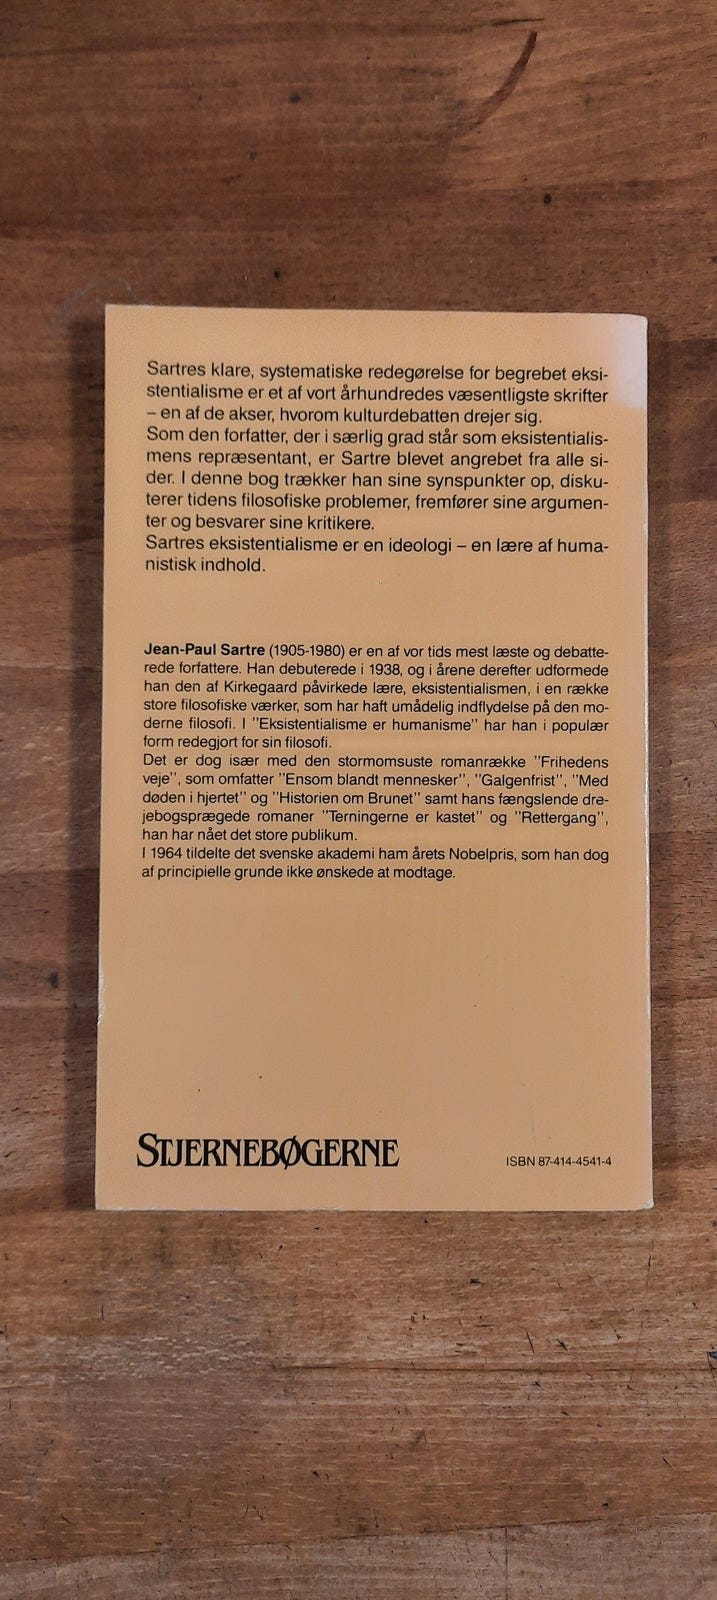 Sartres klare, systematiske redegørelse for begrebet eksi-
stentialisme er et af vort århundredes væsentligste skrifter
– en af de akser, hvorom kulturdebatten drejer sig.
Som den forfatter, der i særlig grad står som eksistentialis-
mens repræsentant, er Sartre blevet angrebet fra alle si-
der. I denne bog trækker han sine synspunkter op, disku-
terer tidens filosofiske problemer, fremfører sine argumen-
ter og besvarer sine kritikere.
Sartres eksistentialisme er en ideologi – en lære af huma-
nistisk indhold.
Jean-Paul Sartre (1905-1980) er en af vor tids mest læste og debatte-
rede forfattere. Han debuterede i 1938, og i årene derefter udformede
han den af Kirkegaard påvirkede lære, eksistentialismen, i en række
store filosofiske værker, som har haft umådelig indflydelse på den mo-
derne filosofi. I ”Eksistentialisme er humanisme” har han i populær
form redegjort for sin filosofi.
Det er dog især med den stormomsuste romanrække ”Frihedens
veje”, som omfatter ”Ensom blandt mennesker”, ”Galgenfrist”, ”Med
døden i hjertet” og ”Historien om Brunet” samt hans fængslende dre-
jebogsprægede romaner ”Terningerne er kastet” og ”Rettergang”,
han har nået det store publikum.
I 1964 tildelte det svenske akademi ham årets Nobelpris, som han dog
af principielle grunde ikke ønskede at modtage.
STJERNEBØGERNE
ISBN 87-414-4541-4